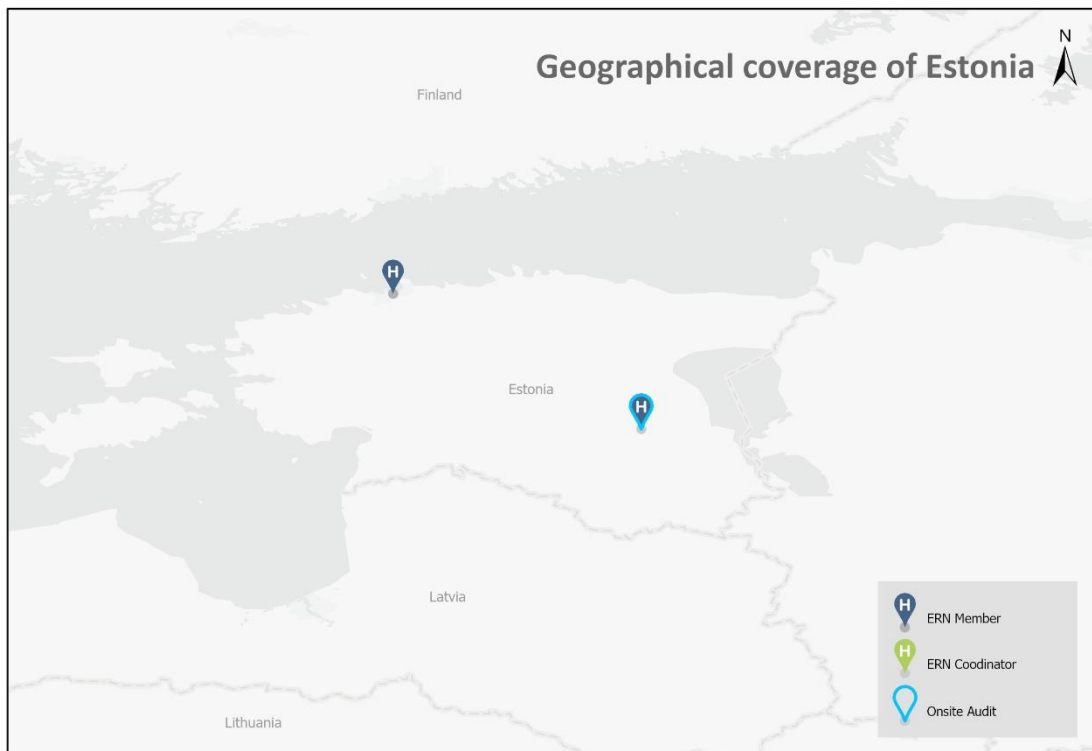 N
Geographical coverage of Estonia
Finland
H
Estonia
H
Latvia
Lithuania
H ERN Member
H ERN Coodinator
Onsite Audit